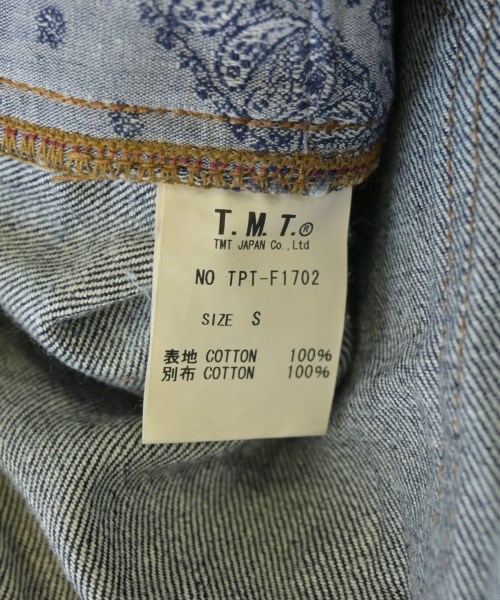 T.M.T.®
TMT JAPAN Co.,Ltd
NO TPT-F1702
SIZE S
表地 COTTON 100%
別布 COTTON 100%